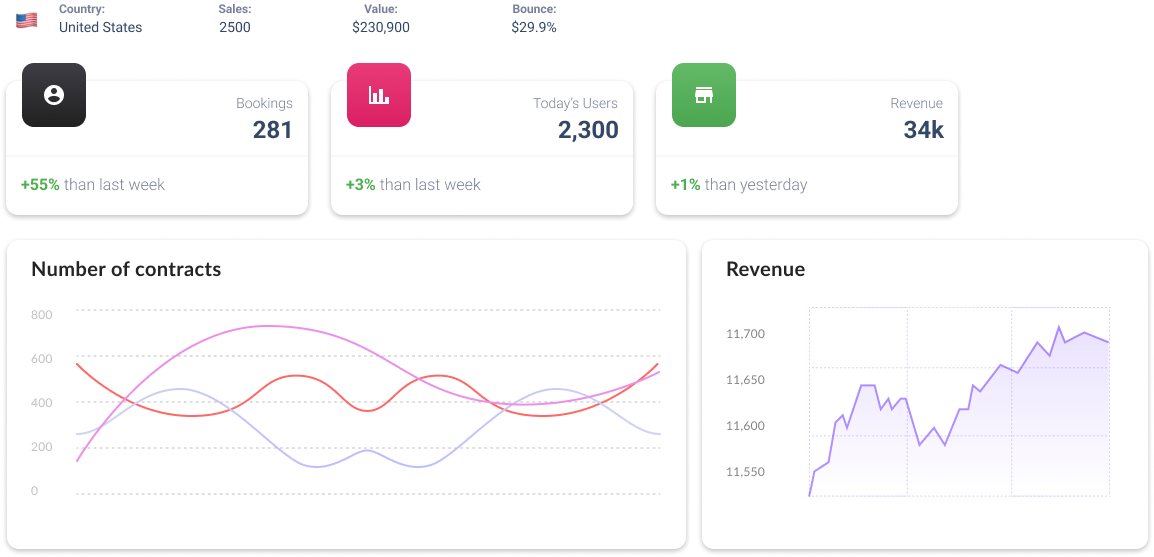 Country: Sales: Value: Bounce:
United States 2500 $230,900 $29.9%
Bookings
281
+55% than last week
Today's Users
2,300
+3% than last week
Revenue
34k
+1% than yesterday
Number of contracts
800
600
400
200
0
Revenue
11,700
11,650
11,600
11,550